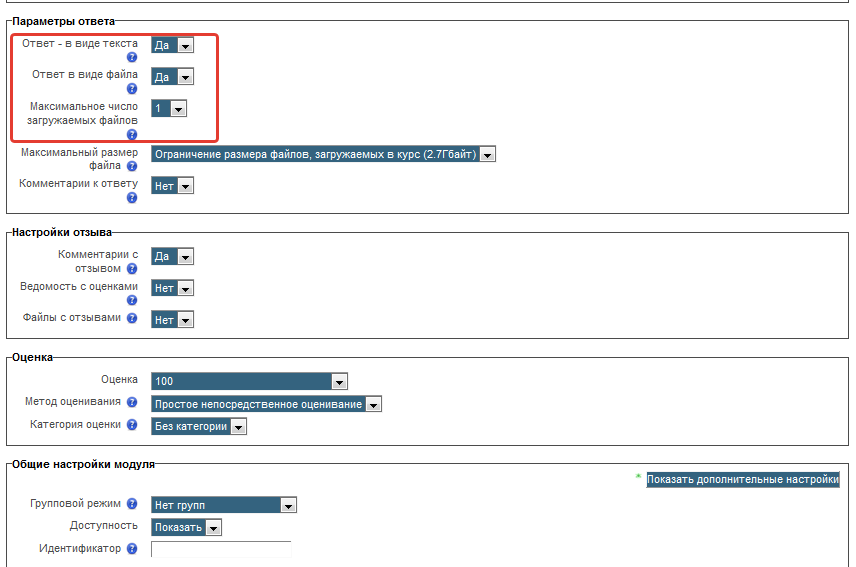 Параметры ответа
Ответ - в виде текста Да
Ответ в виде файла Да
Максимальное число
загружаемых файлов 1
Максимальный размер
файла Ограничение размера файлов, загружаемых в курс (2.7Гбайт)
Комментарии к ответу Нет
Настройки отзыва
Комментарии с
отзывом Да
Ведомость с оценками Нет
Файлы с отзывами Нет
Оценка
Оценка 100
Метод оценивания Простое непосредственное оценивание
Категория оценки Без категории
Общие настройки модуля
* Показать дополнительные настройки
Групповой режим Нет групп
Доступность Показать
Идентификатор